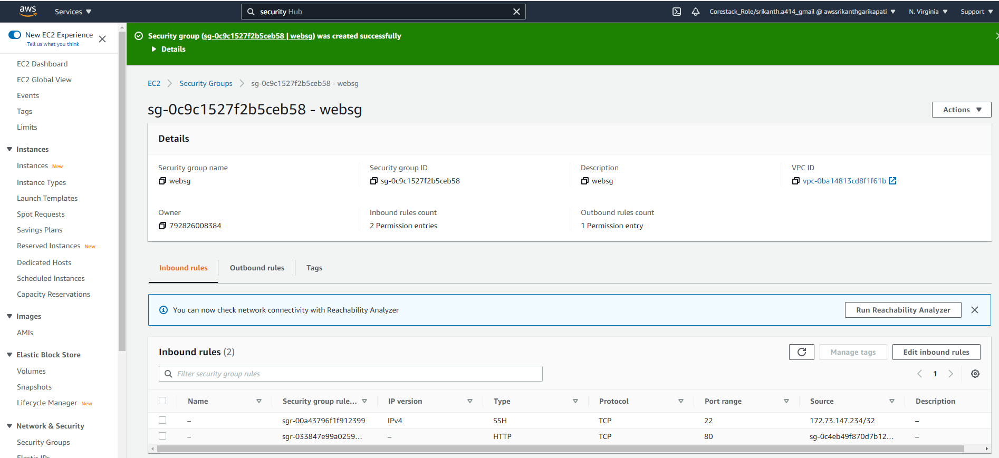 aws
Services
security Hub
Corestack_Role/srikanth.a414_gmail @ awssrikanthgarikapati
N. Virginia
Support
New EC2 Experience
Tell us what you think
EC2 Dashboard
EC2 Global View
Events
Tags
Limits
Instances
Instances New
Instance Types
Launch Templates
Spot Requests
Savings Plans
Reserved Instances New
Dedicated Hosts
Scheduled Instances
Capacity Reservations
Images
AMIs
Elastic Block Store
Volumes
Snapshots
Lifecycle Manager New
Network & Security
Security Groups
Elastic IPs
Security group (sg-0c9c1527f2b5ceb58 | websg) was created successfully
Details
EC2 > Security Groups > sg-0c9c1527f2b5ceb58 - websg
sg-0c9c1527f2b5ceb58 - websg
Actions
Details
Security group name
websg
Security group ID
sg-0c9c1527f2b5ceb58
Description
websg
VPC ID
vpc-0ba14813cd8f1f61b
Owner
792826008384
Inbound rules count
2 Permission entries
Outbound rules count
1 Permission entry
Inbound rules
Outbound rules
Tags
You can now check network connectivity with Reachability Analyzer
Run Reachability Analyzer
Inbound rules (2)
Manage tags
Edit inbound rules
Filter security group rules
1
Name Security group rule... IP version Type Protocol Port range Source Description
– sgr-00a43796f1f912399 IPv4 SSH TCP 22 172.73.147.234/32 –
– sgr-033847e99a0259... – HTTP TCP 80 sg-0c4eb49f870d7b12... –